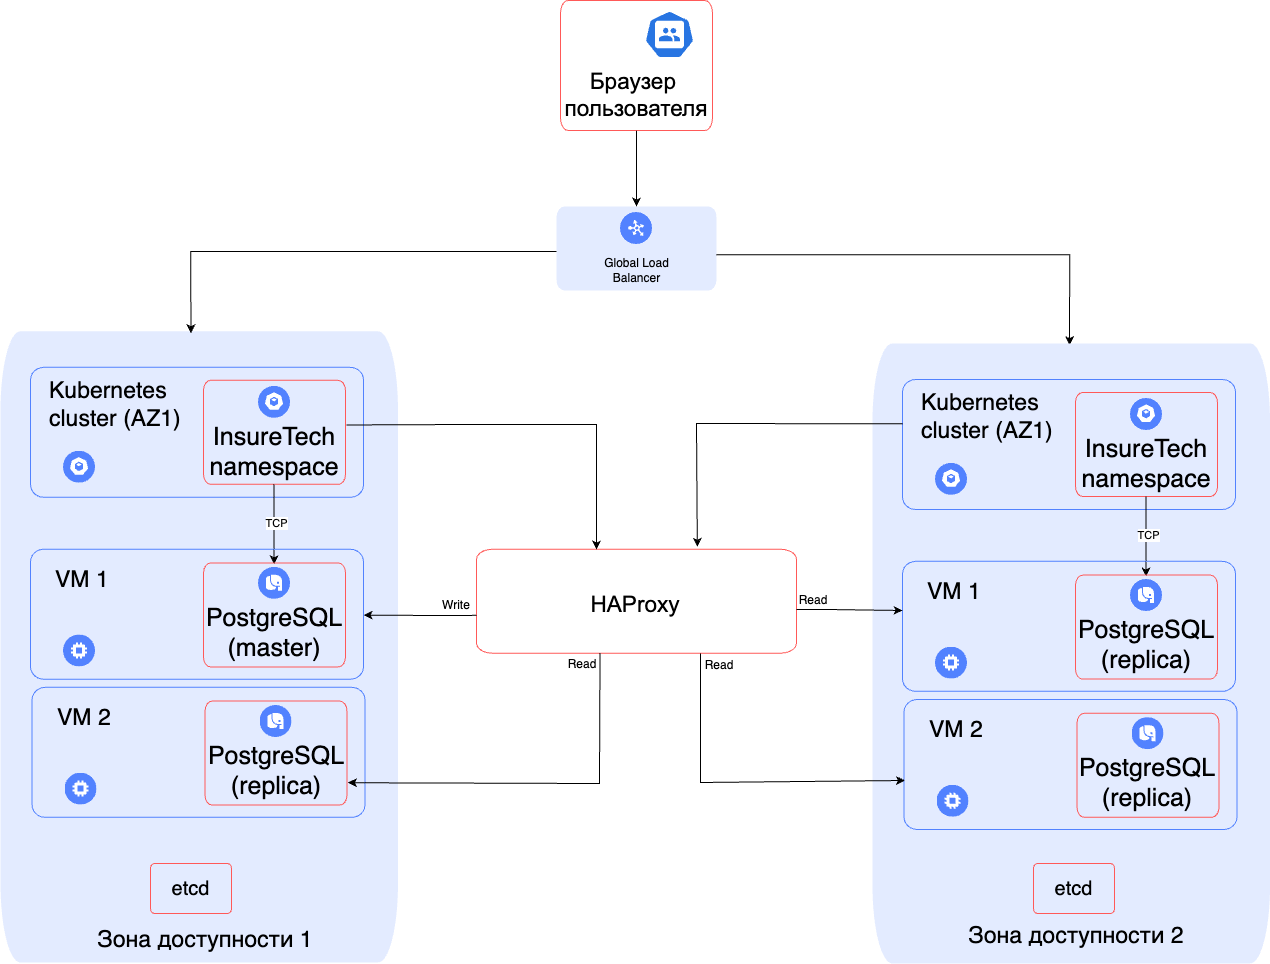 Браузер
пользователя
Global Load
Balancer
Kubernetes
cluster (AZ1)
InsureTech
namespace
TCP
VM 1
PostgreSQL
(master)
VM 2
PostgreSQL
(replica)
etcd
Зона доступности 1
HAProxy
Write
Read
Read
Read
Kubernetes
cluster (AZ1)
InsureTech
namespace
TCP
VM 1
PostgreSQL
(replica)
VM 2
PostgreSQL
(replica)
etcd
Зона доступности 2